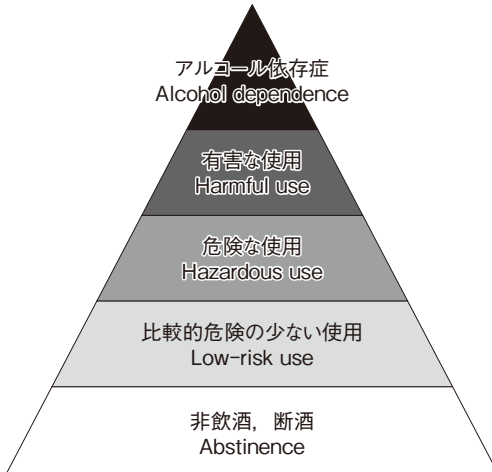 アルコール依存症
Alcohol dependence
有害な使用
Harmful use
危険な使用
Hazardous use
比較的危険の少ない使用
Low-risk use
非飲酒，断酒
Abstinence